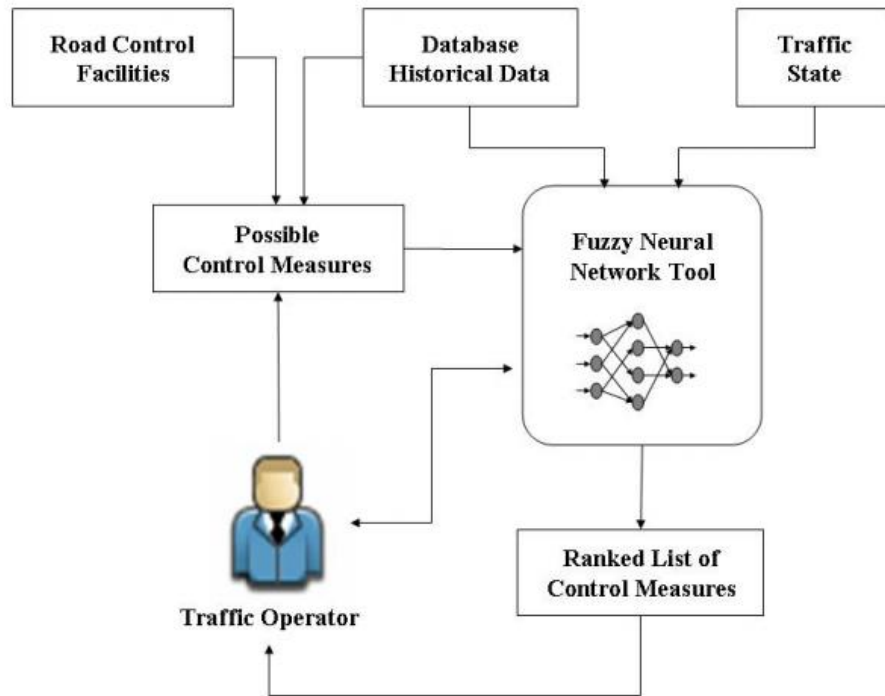 Road Control
Facilities
Database
Historical Data
Traffic
State
Possible
Control Measures
Fuzzy Neural
Network Tool
Ranked List of
Control Measures
Traffic Operator